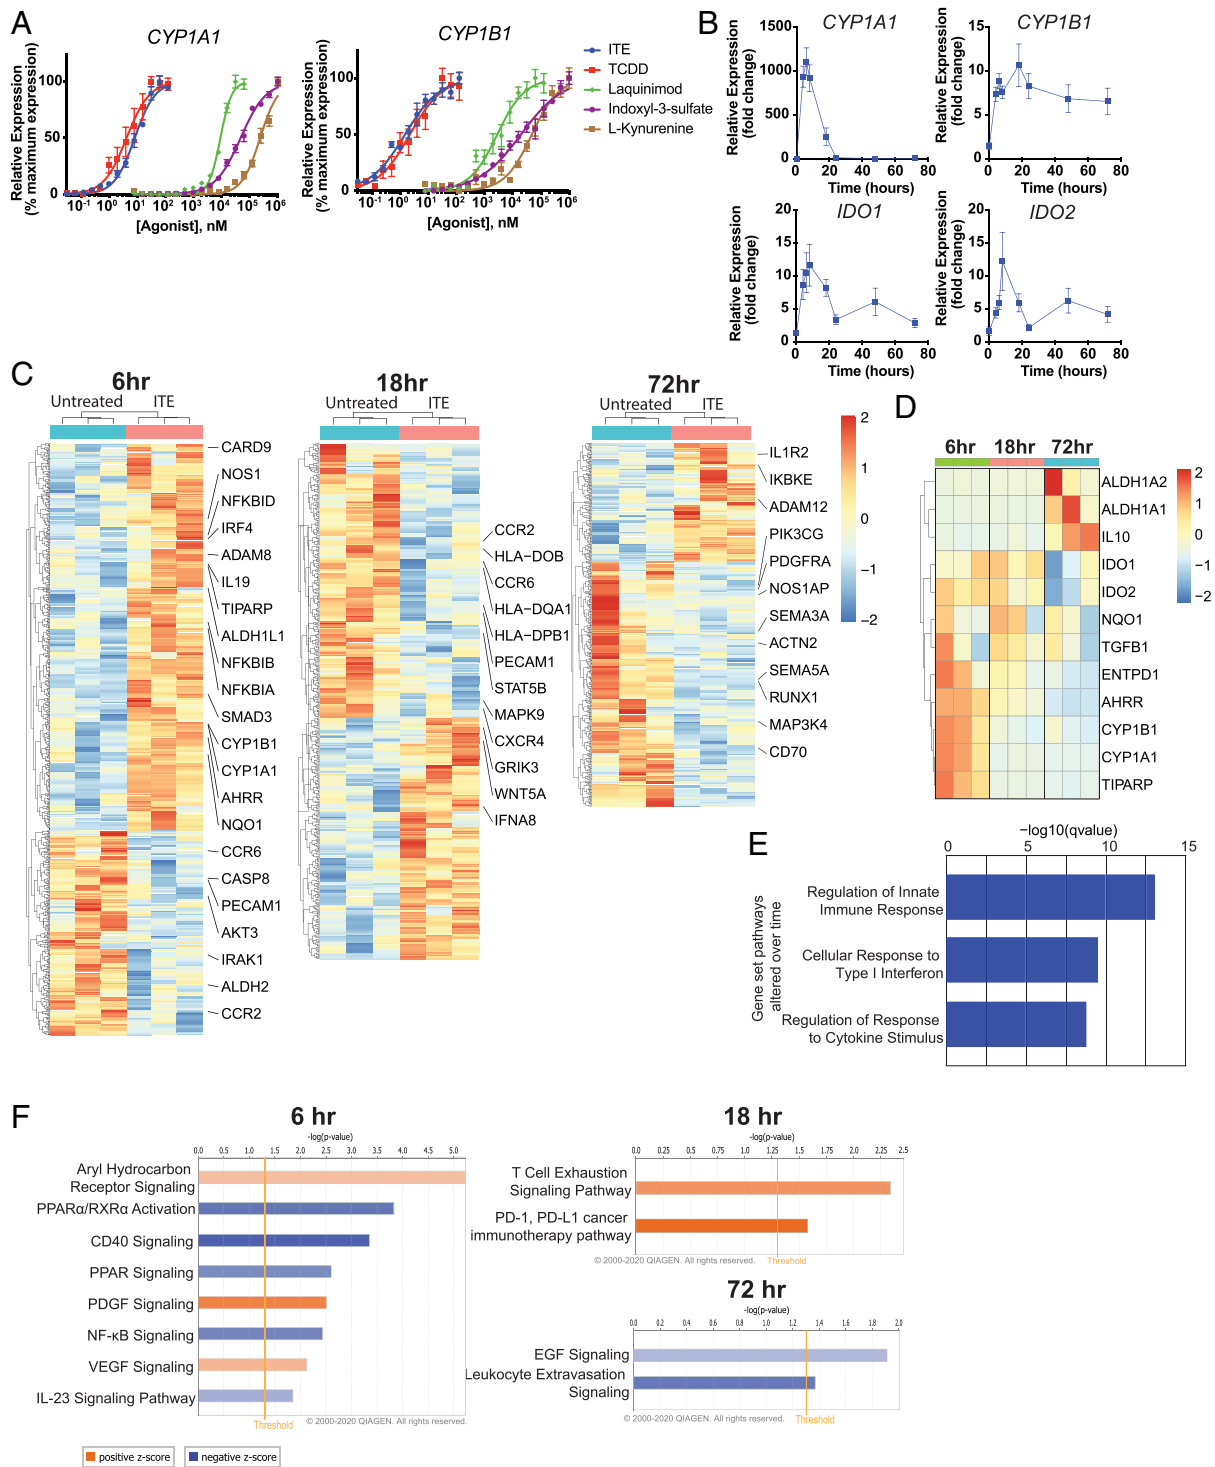 A
CYP1A1
Relative Expression
(% maximum expression)
100
50
0
10-1 100 101 102 103 104 105 106
[Agonist], nM
CYP1B1
Relative Expression
(% maximum expression)
100
50
0
10-1 100 101 102 103 104 105 106
[Agonist], nM
ITE
TCDD
Laquinimod
Indoxyl-3-sulfate
L-Kynurenine
B
CYP1A1
Relative Expression
(fold change)
1500
1000
500
0
0 20 40 60 80
Time (hours)
CYP1B1
Relative Expression
(fold change)
15
10
5
0
0 20 40 60 80
Time (hours)
IDO1
Relative Expression
(fold change)
20
15
10
5
0
0 20 40 60 80
Time (hours)
IDO2
Relative Expression
(fold change)
20
15
10
5
0
0 20 40 60 80
Time (hours)
C
6hr
Untreated ITE
CARD9
NOS1
NFKBID
IRF4
ADAM8
IL19
TIPARP
ALDH1L1
NFKBIB
NFKBIA
SMAD3
CYP1B1
CYP1A1
AHRR
NQO1
CCR6
CASP8
PECAM1
AKT3
IRAK1
ALDH2
CCR2
18hr
Untreated ITE
CCR2
HLA−DOB
CCR6
HLA−DQA1
HLA−DPB1
PECAM1
STAT5B
MAPK9
CXCR4
GRIK3
WNT5A
IFNA8
72hr
Untreated ITE
IL1R2
IKBKE
ADAM12
PIK3CG
PDGFRA
NOS1AP
SEMA3A
ACTN2
SEMA5A
RUNX1
MAP3K4
CD70
2
1
0
−1
−2
D
6hr 18hr 72hr
ALDH1A2
ALDH1A1
IL10
IDO1
IDO2
NQO1
TGFB1
ENTPD1
AHRR
CYP1B1
CYP1A1
TIPARP
2
1
0
−1
−2
E
−log10(qvalue)
0 5 10 15
Gene set pathways
altered over time
Regulation of Innate
Immune Response
Cellular Response to
Type I Interferon
Regulation of Response
to Cytokine Stimulus
F
6 hr
-log(p-value)
0.0 0.5 1.0 1.5 2.0 2.5 3.0 3.5 4.0 4.5 5.0
Aryl Hydrocarbon
Receptor Signaling
PPARα/RXRα Activation
CD40 Signaling
PPAR Signaling
PDGF Signaling
NF-κB Signaling
VEGF Signaling
IL-23 Signaling Pathway
Threshold
© 2000-2020 QIAGEN. All rights reserved.
positive z-score
negative z-score
18 hr
-log(p-value)
0.0 0.25 0.5 0.75 1.0 1.25 1.5 1.75 2.0 2.25 2.5
T Cell Exhaustion
Signaling Pathway
PD-1, PD-L1 cancer
immunotherapy pathway
© 2000-2020 QIAGEN. All rights reserved.
Threshold
72 hr
-log(p-value)
0.0 0.2 0.4 0.6 0.8 1.0 1.2 1.4 1.6 1.8 2.0
EGF Signaling
Leukocyte Extravasation
Signaling
© 2000-2020 QIAGEN. All rights reserved.
Threshold